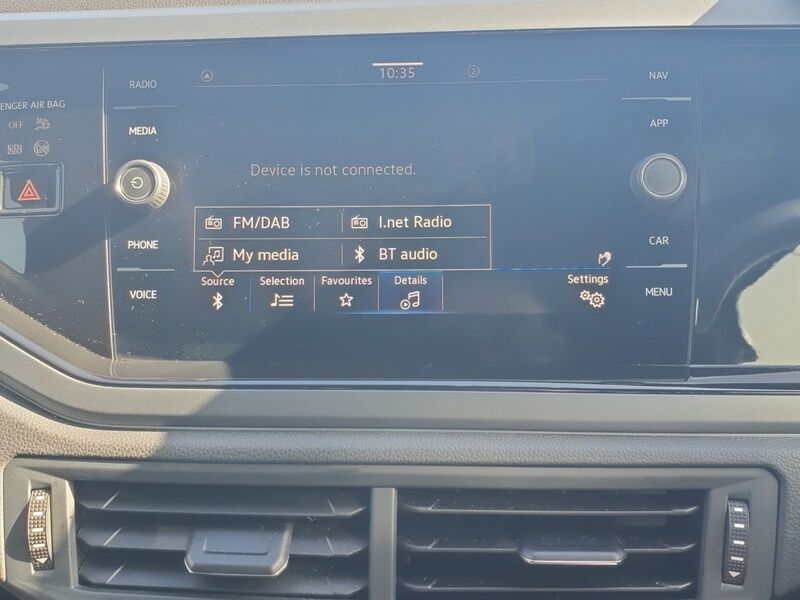 RADIO
10:35
2
NAV
ENGER AIR BAG
OFF
MEDIA
APP
Device is not connected.
FM/DAB
I.net Radio
PHONE
CAR
My media
BT audio
Source
Selection
Favourites
Details
Settings
VOICE
MENU